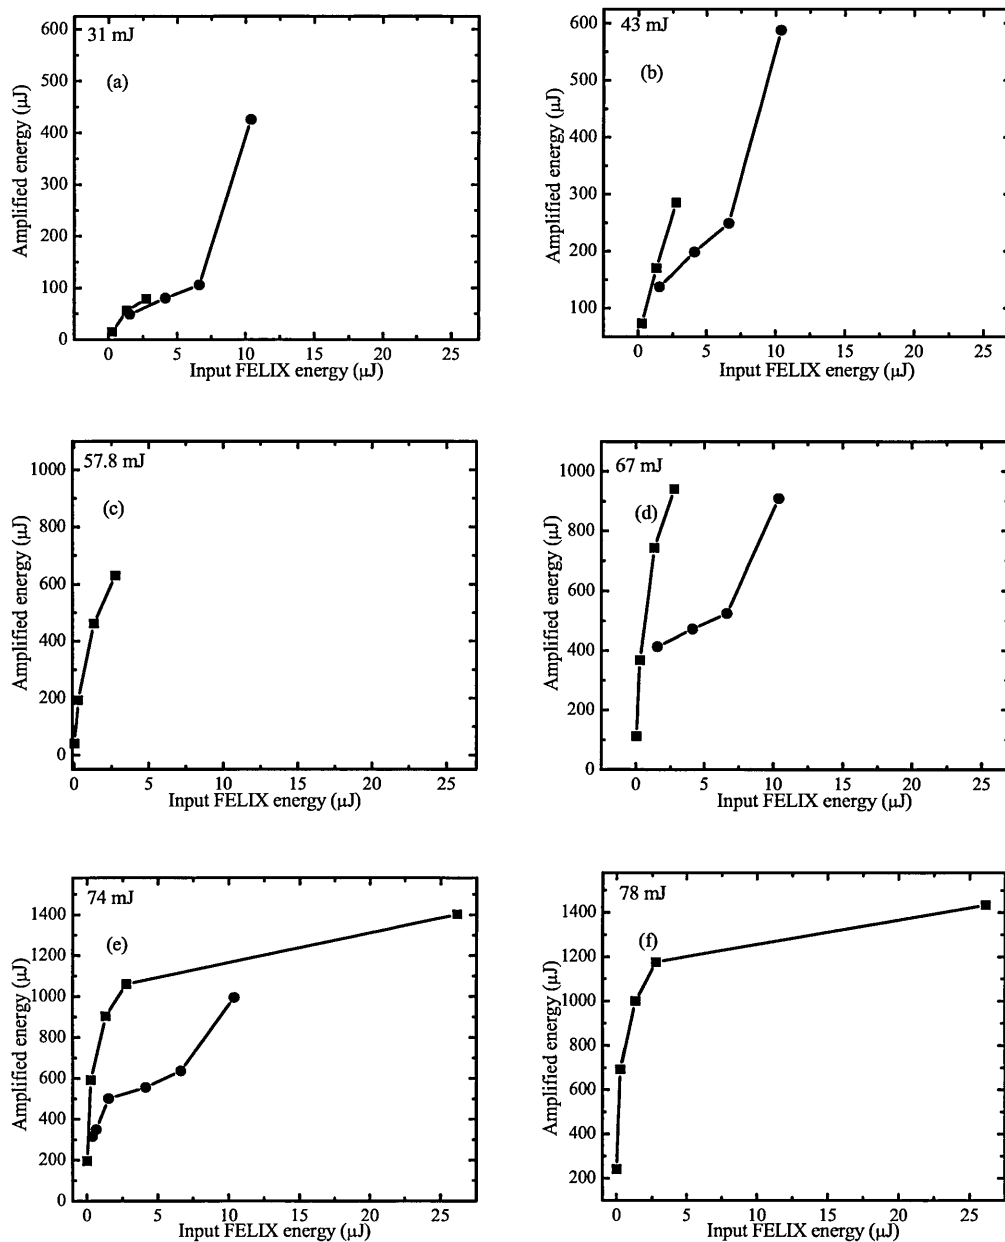 31 mJ
(a)
Amplified energy (μJ)
600
500
400
300
200
100
0
0 5 10 15 20 25
Input FELIX energy (μJ)
43 mJ
(b)
Amplified energy (μJ)
600
500
400
300
200
100
0 5 10 15 20 25
Input FELIX energy (μJ)
57.8 mJ
(c)
Amplified energy (μJ)
1000
800
600
400
200
0
0 5 10 15 20 25
Input FELIX energy (μJ)
67 mJ
(d)
Amplified energy (μJ)
1000
800
600
400
200
0
0 5 10 15 20 25
Input FELIX energy (μJ)
74 mJ
(e)
Amplified energy (μJ)
1400
1200
1000
800
600
400
200
0
0 5 10 15 20 25
Input FELIX energy (μJ)
78 mJ
(f)
Amplified energy (μJ)
1400
1200
1000
800
600
400
200
0 5 10 15 20 25
Input FELIX energy (μJ)